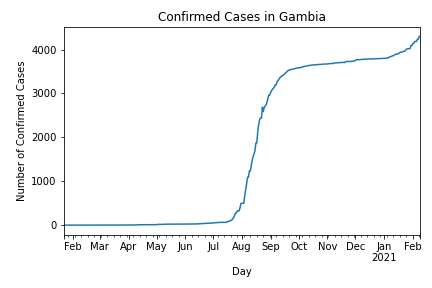 Confirmed Cases in Gambia
Number of Confirmed Cases
4000
3000
2000
1000
0
Feb Mar Apr May Jun Jul Aug Sep Oct Nov Dec Jan Feb
2021
Day